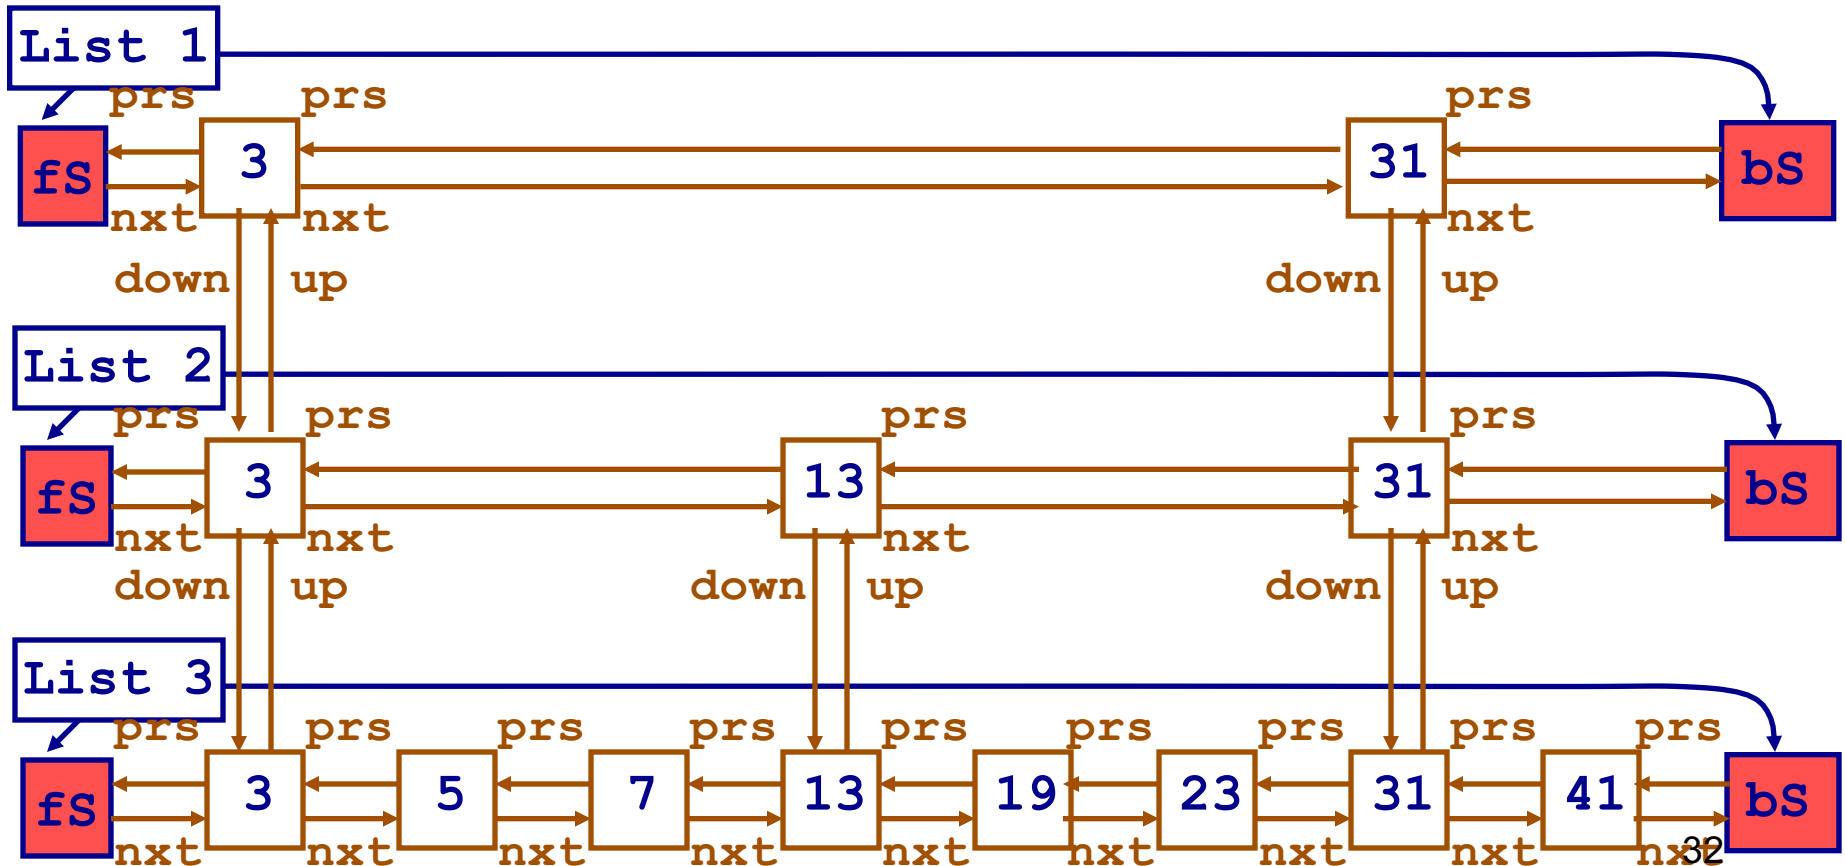 List 1
prs prs prs
fS 3 31 bS
nxt nxt nxt
down up down up
List 2
prs prs prs prs
fS 3 13 31 bS
nxt nxt nxt nxt
down up down up down up
List 3
prs prs prs prs prs prs prs prs prs
fS 3 5 7 13 19 23 31 41 bS
nxt nxt nxt nxt nxt nxt nxt nxt nxt
32